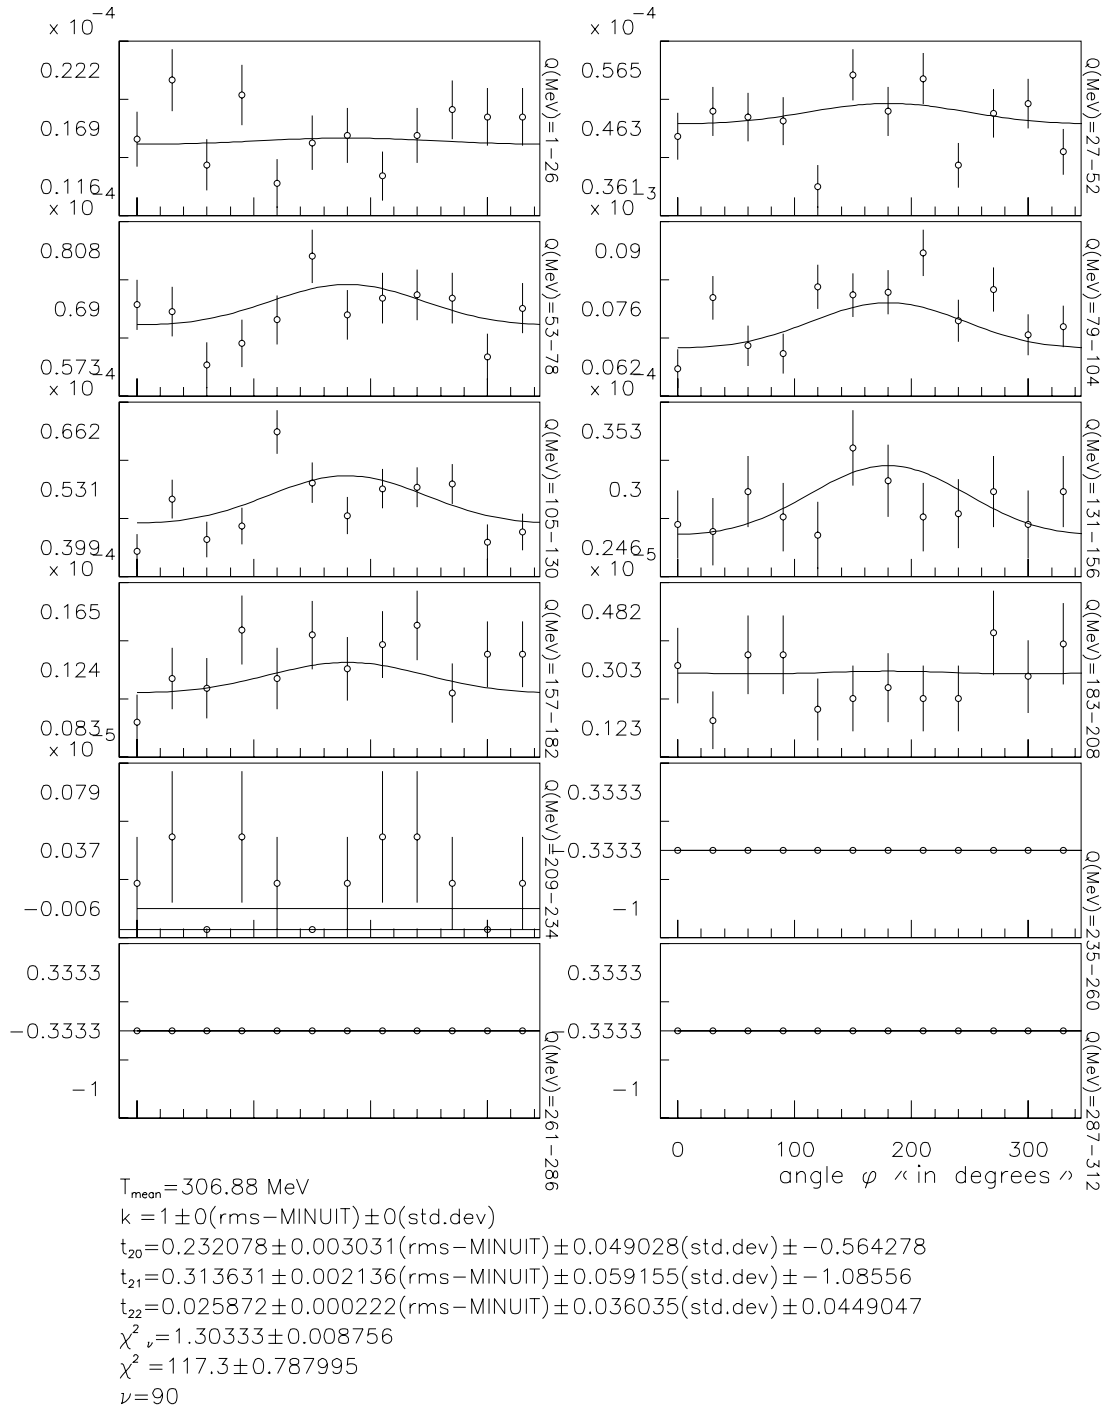 x 10^-4
0.222
0.169
0.116
Q(MeV)=1-26
x 10^-4
0.565
0.463
0.361
Q(MeV)=27-52
x 10^-4
0.808
0.69
0.573
Q(MeV)=53-78
x 10^-3
0.09
0.076
0.062
Q(MeV)=79-104
x 10^-4
0.662
0.531
0.399
Q(MeV)=105-130
x 10^-4
0.353
0.3
0.246
Q(MeV)=131-156
x 10^-4
0.165
0.124
0.083
Q(MeV)=157-182
x 10^-5
0.482
0.303
0.123
Q(MeV)=183-208
x 10^-5
0.079
0.037
-0.006
Q(MeV)=209-234
0.3333
-0.3333
-1
Q(MeV)=235-260
0.3333
-0.3333
-1
Q(MeV)=261-286
0.3333
-0.3333
-1
Q(MeV)=287-312
0 100 200 300
angle φ " in degrees "
T_mean=306.88 MeV
k =1±0(rms-MINUIT)±0(std.dev)
t_20=0.232078±0.003031(rms-MINUIT)±0.049028(std.dev)±-0.564278
t_21=0.313631±0.002136(rms-MINUIT)±0.059155(std.dev)±-1.08556
t_22=0.025872±0.000222(rms-MINUIT)±0.036035(std.dev)±0.0449047
χ² ν=1.30333±0.008756
χ² =117.3±0.787995
ν=90